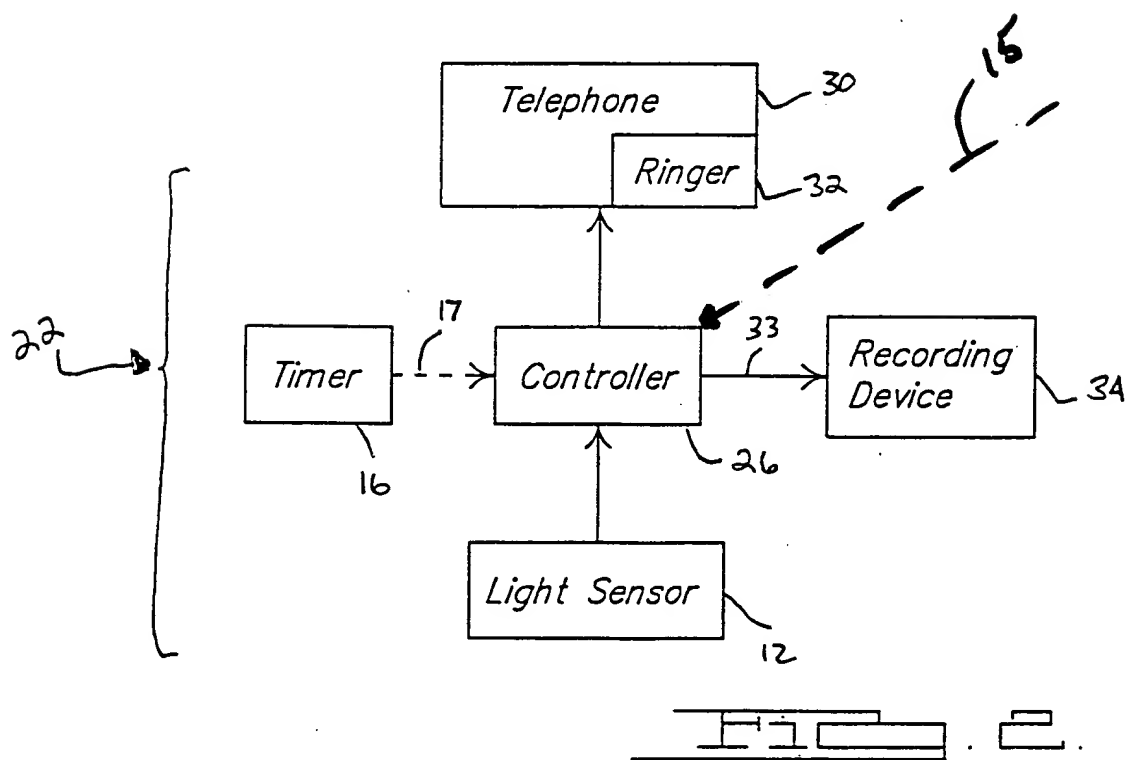 15
Telephone
30
Ringer
32
22
17
33
Timer
Controller
Recording
Device
34
16
26
Light Sensor
12
FIG. 2.